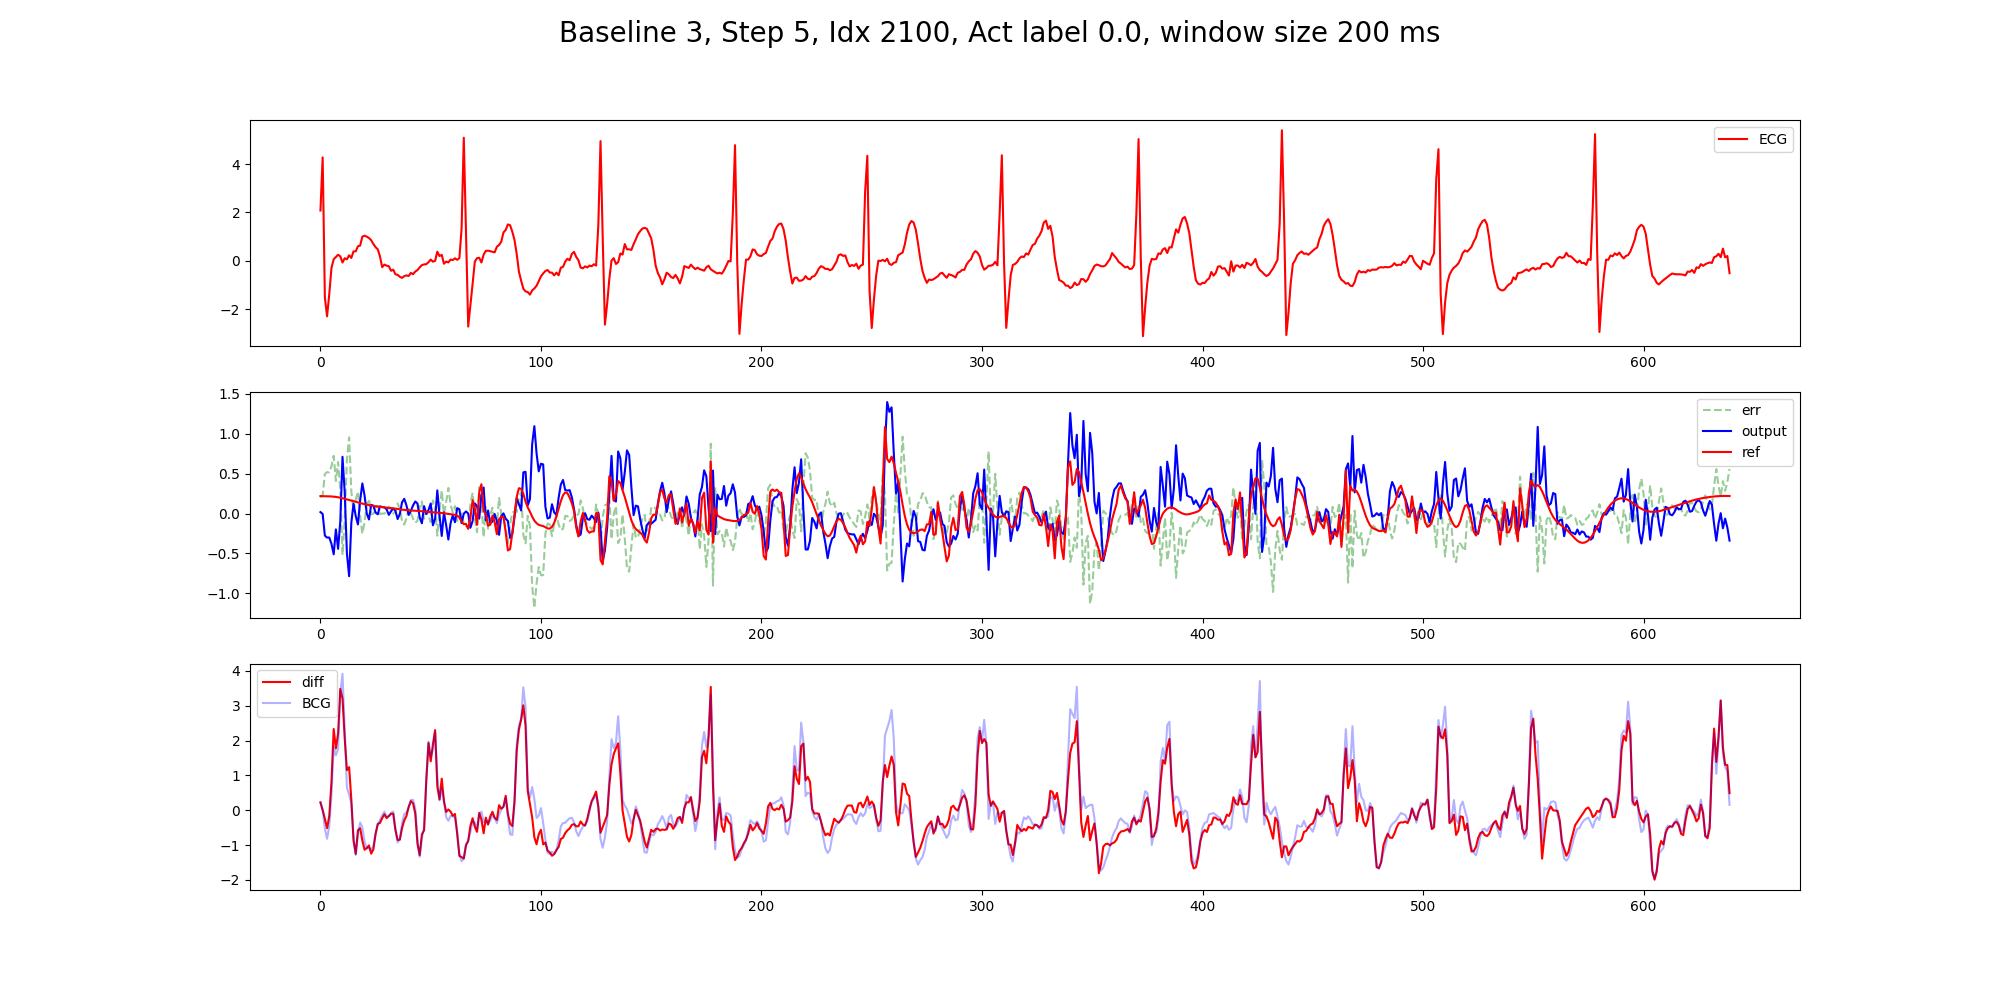 Baseline 3, Step 5, Idx 2100, Act label 0.0, window size 200 ms
ECG
4
2
0
−2
0 100 200 300 400 500 600
err
output
ref
1.5
1.0
0.5
0.0
−0.5
−1.0
0 100 200 300 400 500 600
diff
BCG
4
3
2
1
0
−1
−2
0 100 200 300 400 500 600